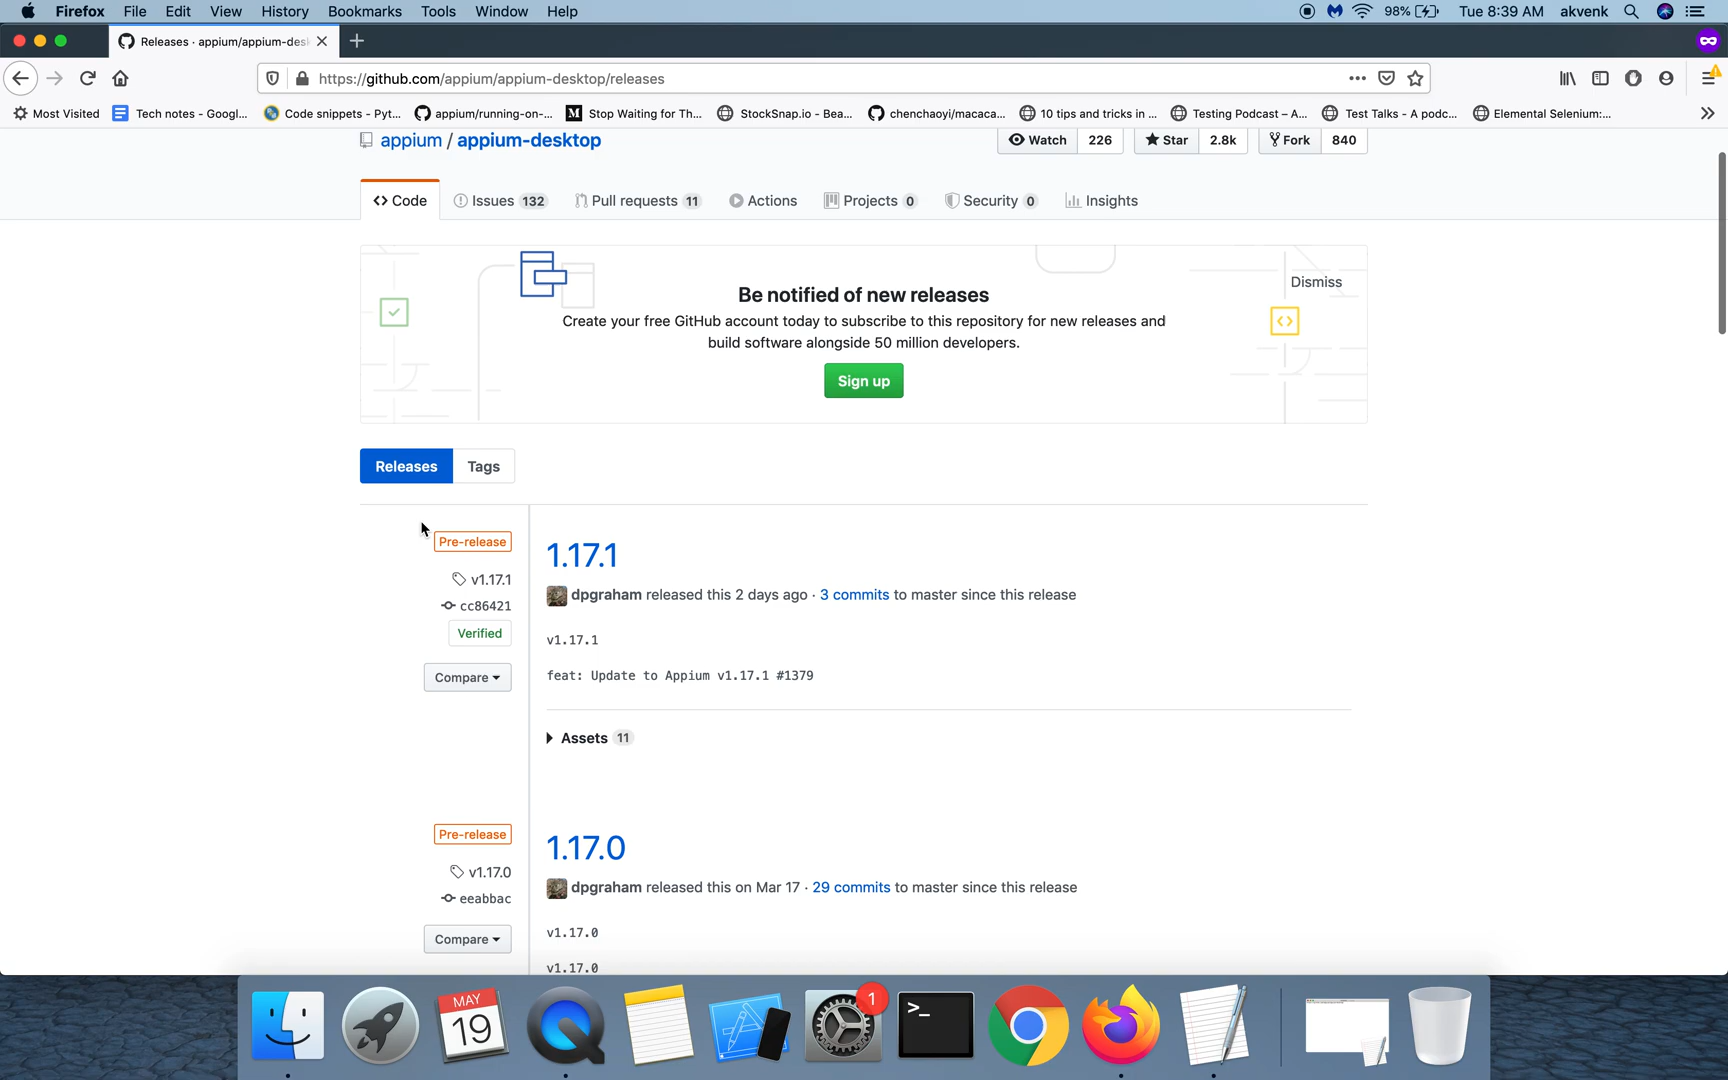 Firefox File Edit View History Bookmarks Tools Window Help 98% Tue 8:39 AM akvenk
Releases · appium/appium-desk
https://github.com/appium/appium-desktop/releases
Most Visited Tech notes - Googl... Code snippets - Pyt... appium/running-on-... Stop Waiting for Th... StockSnap.io - Bea... chenchaoyi/macaca... 10 tips and tricks in ... Testing Podcast – A... Test Talks - A podc... Elemental Selenium:...
appium / appium-desktop Watch 226 Star 2.8k Fork 840
Code Issues 132 Pull requests 11 Actions Projects 0 Security 0 Insights
Dismiss
Be notified of new releases
Create your free GitHub account today to subscribe to this repository for new releases and
build software alongside 50 million developers.
Sign up
Releases Tags
Pre-release
1.17.1
v1.17.1
dpgraham released this 2 days ago · 3 commits to master since this release
cc86421
Verified
v1.17.1
Compare
feat: Update to Appium v1.17.1 #1379
Assets 11
Pre-release
1.17.0
v1.17.0
dpgraham released this on Mar 17 · 29 commits to master since this release
eeabbac
v1.17.0
Compare
v1.17.0
MAY
19
1
>_